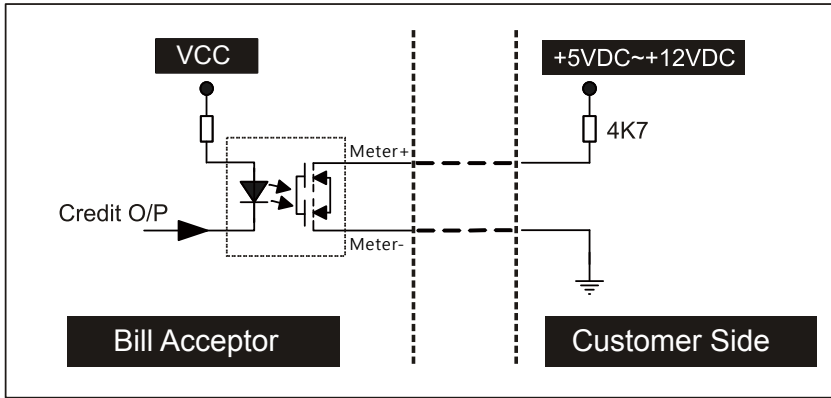 VCC
+5VDC~+12VDC
4K7
Meter+
Credit O/P
Meter-
Bill Acceptor
Customer Side